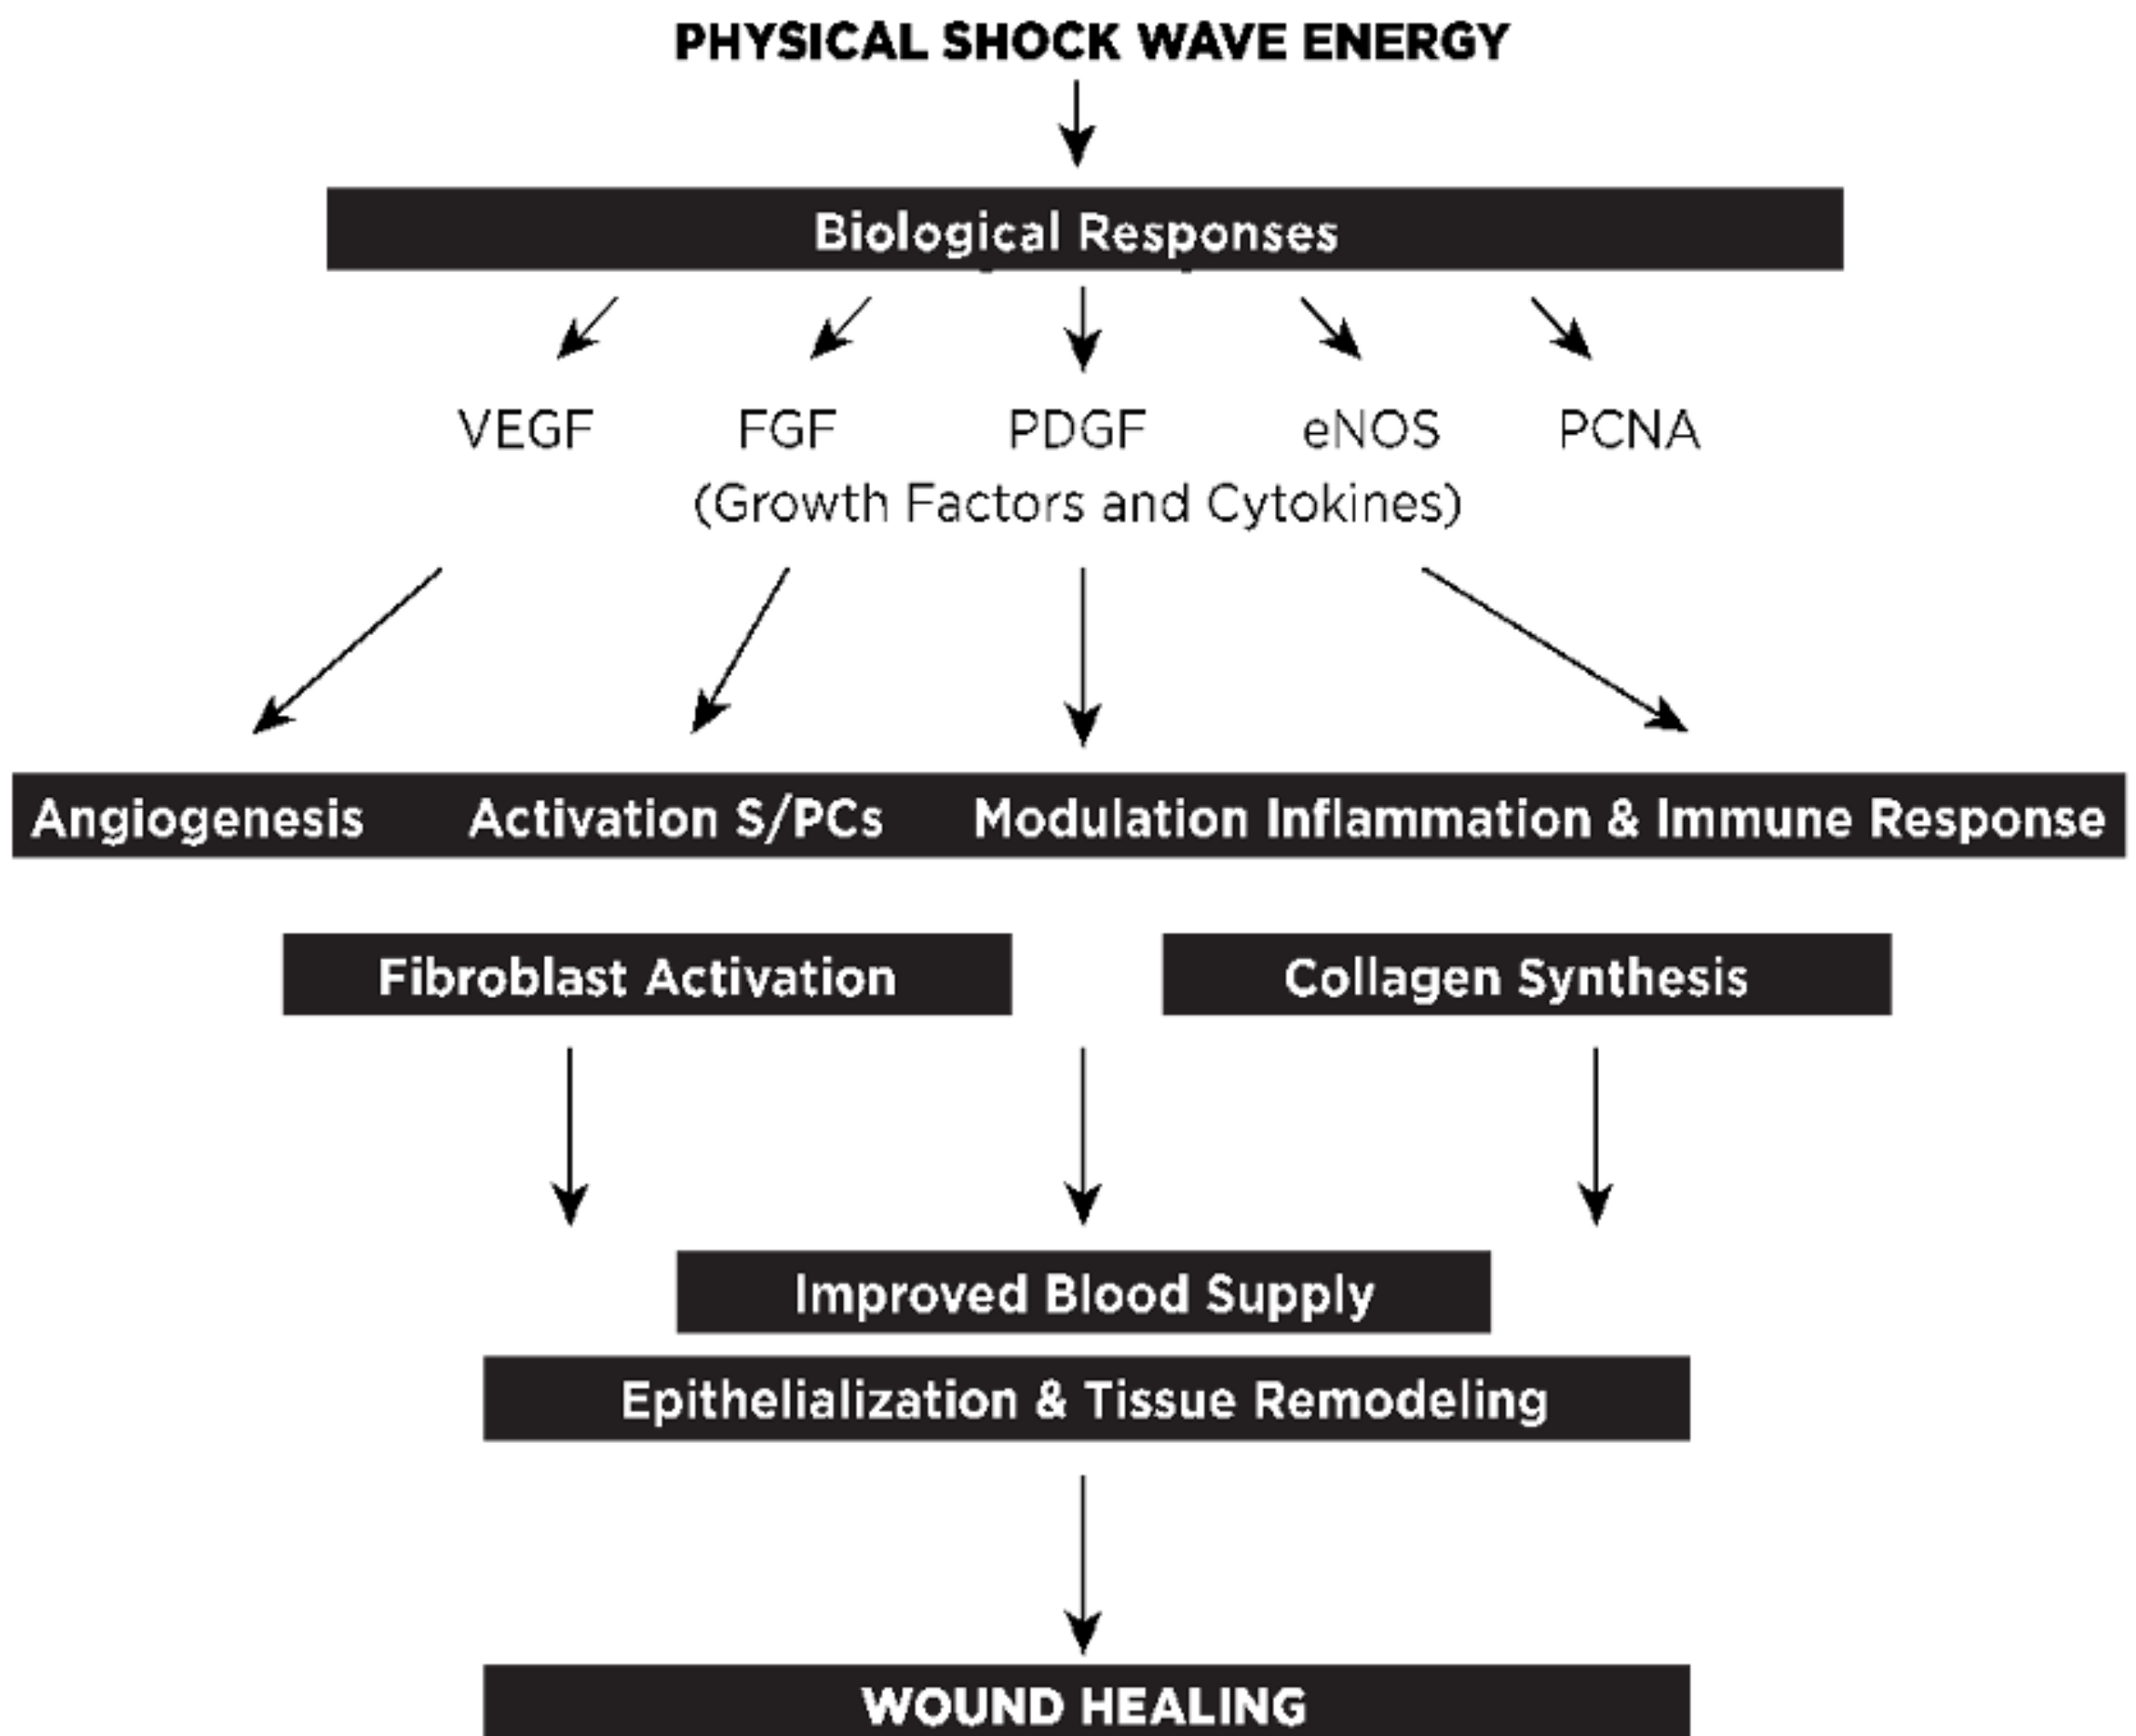 PHYSICAL SHOCK WAVE ENERGY
Biological Responses
VEGF FGF PDGF eNOS PCNA
(Growth Factors and Cytokines)
Angiogenesis Activation S/PCs Modulation Inflammation & Immune Response
Fibroblast Activation Collagen Synthesis
Improved Blood Supply
Epithelialization & Tissue Remodeling
WOUND HEALING